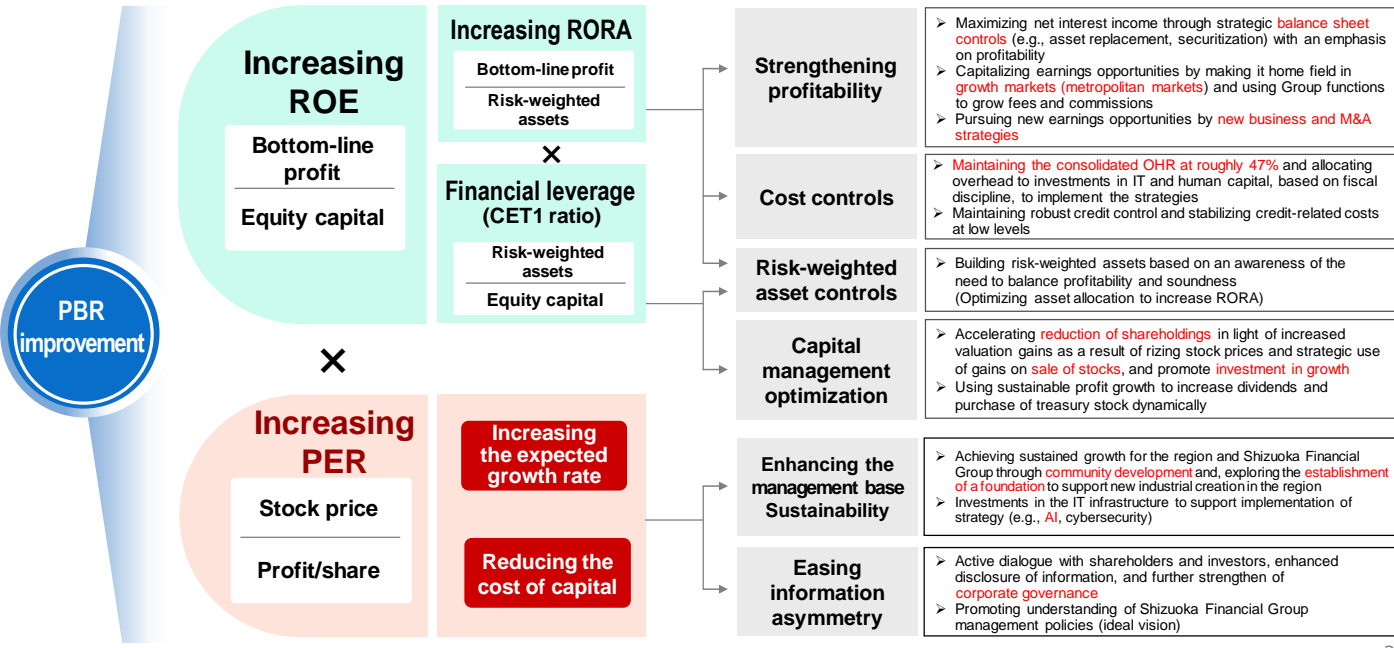 PBR
improvement
Increasing
ROE
Bottom-line
profit
Equity capital
×
Increasing
PER
Stock price
Profit/share
Increasing RORA
Bottom-line profit
Risk-weighted
assets
×
Financial leverage
(CET1 ratio)
Risk-weighted
assets
Equity capital
Increasing
the expected
growth rate
Reducing the
cost of capital
Strengthening
profitability
➢ Maximizing net interest income through strategic balance sheet
controls (e.g., asset replacement, securitization) with an emphasis
on profitability
➢ Capitalizing earnings opportunities by making it home field in
growth markets (metropolitan markets) and using Group functions
to grow fees and commissions
➢ Pursuing new earnings opportunities by new business and M&A
strategies
Cost controls
➢ Maintaining the consolidated OHR at roughly 47% and allocating
overhead to investments in IT and human capital, based on fiscal
discipline, to implement the strategies
➢ Maintaining robust credit control and stabilizing credit-related costs
at low levels
Risk-weighted
asset controls
➢ Building risk-weighted assets based on an awareness of the
need to balance profitability and soundness
(Optimizing asset allocation to increase RORA)
Capital
management
optimization
➢ Accelerating reduction of shareholdings in light of increased
valuation gains as a result of rizing stock prices and strategic use
of gains on sale of stocks, and promote investment in growth
➢ Using sustainable profit growth to increase dividends and
purchase of treasury stock dynamically
Enhancing the
management base
Sustainability
➢ Achieving sustained growth for the region and Shizuoka Financial
Group through community development and, exploring the establishment
of a foundation to support new industrial creation in the region
➢ Investments in the IT infrastructure to support implementation of
strategy (e.g., AI, cybersecurity)
Easing
information
asymmetry
➢ Active dialogue with shareholders and investors, enhanced
disclosure of information, and further strengthen of
corporate governance
➢ Promoting understanding of Shizuoka Financial Group
management policies (ideal vision)